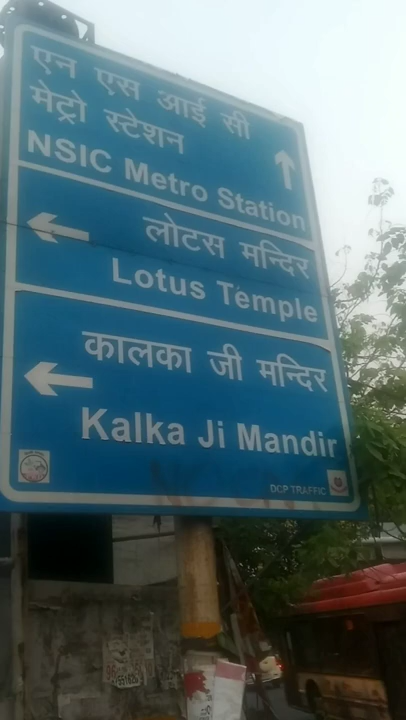 एन एस आई सी
मेट्रो स्टेशन
NSIC Metro Station
लोटस मन्दिर
Lotus Temple
कालका जी मन्दिर
Kalka Ji Mandir
DCP TRAFFIC